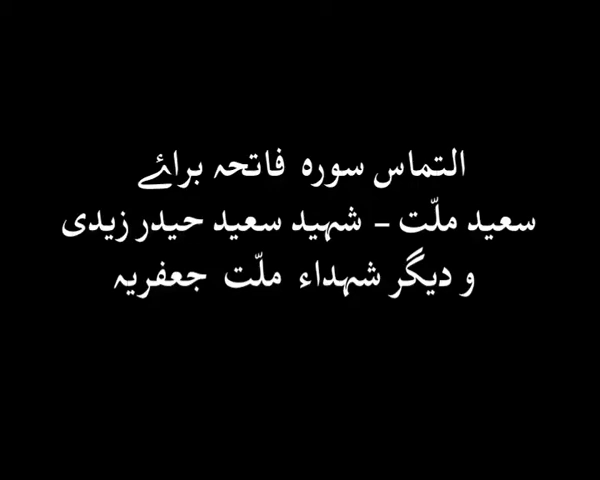 التماس سورہ فاتحہ برائے
سعید ملّت - شہید سعید حیدر زیدی
و دیگر شہداء ملّت جعفریہ